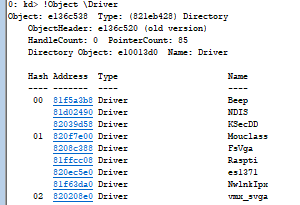 0: kd> !Object \Driver
Object: e136c538 Type: (821eb428) Directory
ObjectHeader: e136c520 (old version)
HandleCount: 0 PointerCount: 85
Directory Object: e10013d0 Name: Driver
Hash Address Type Name
---- ------- ---- ----
00 81f5a3b8 Driver Beep
81d02490 Driver NDIS
82039d58 Driver KSecDD
01 820f7e00 Driver Mouclass
8208c388 Driver FsVga
81ffcc08 Driver Raspti
820ec5e0 Driver es1371
81f63da0 Driver NwlnkIpx
02 820208e0 Driver vmx_svga